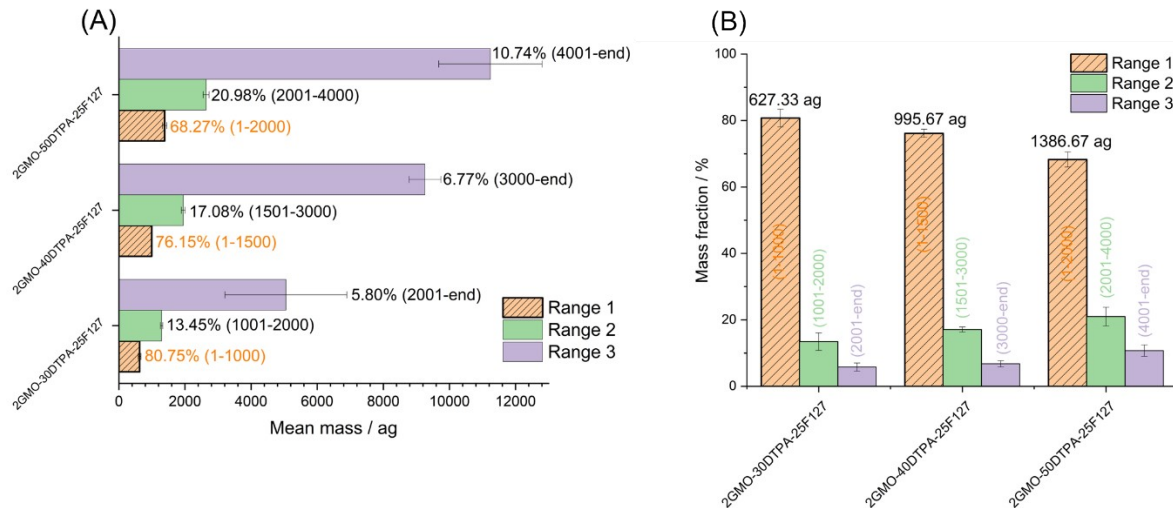 (A)
10.74% (4001-end)
20.98% (2001-4000)
68.27% (1-2000)
2GMO-50DTPA-25F127
6.77% (3000-end)
17.08% (1501-3000)
76.15% (1-1500)
2GMO-40DTPA-25F127
5.80% (2001-end)
13.45% (1001-2000)
80.75% (1-1000)
2GMO-30DTPA-25F127
Range 1
Range 2
Range 3
0 2000 4000 6000 8000 10000 12000
Mean mass / ag
(B)
Range 1
Range 2
Range 3
Mass fraction / %
100
80
60
40
20
0
627.33 ag
995.67 ag
1386.67 ag
(1-1000)
(1001-2000)
(2001-end)
(1-1500)
(1501-3000)
(3000-end)
(1-2000)
(2001-4000)
(4001-end)
2GMO-30DTPA-25F127
2GMO-40DTPA-25F127
2GMO-50DTPA-25F127